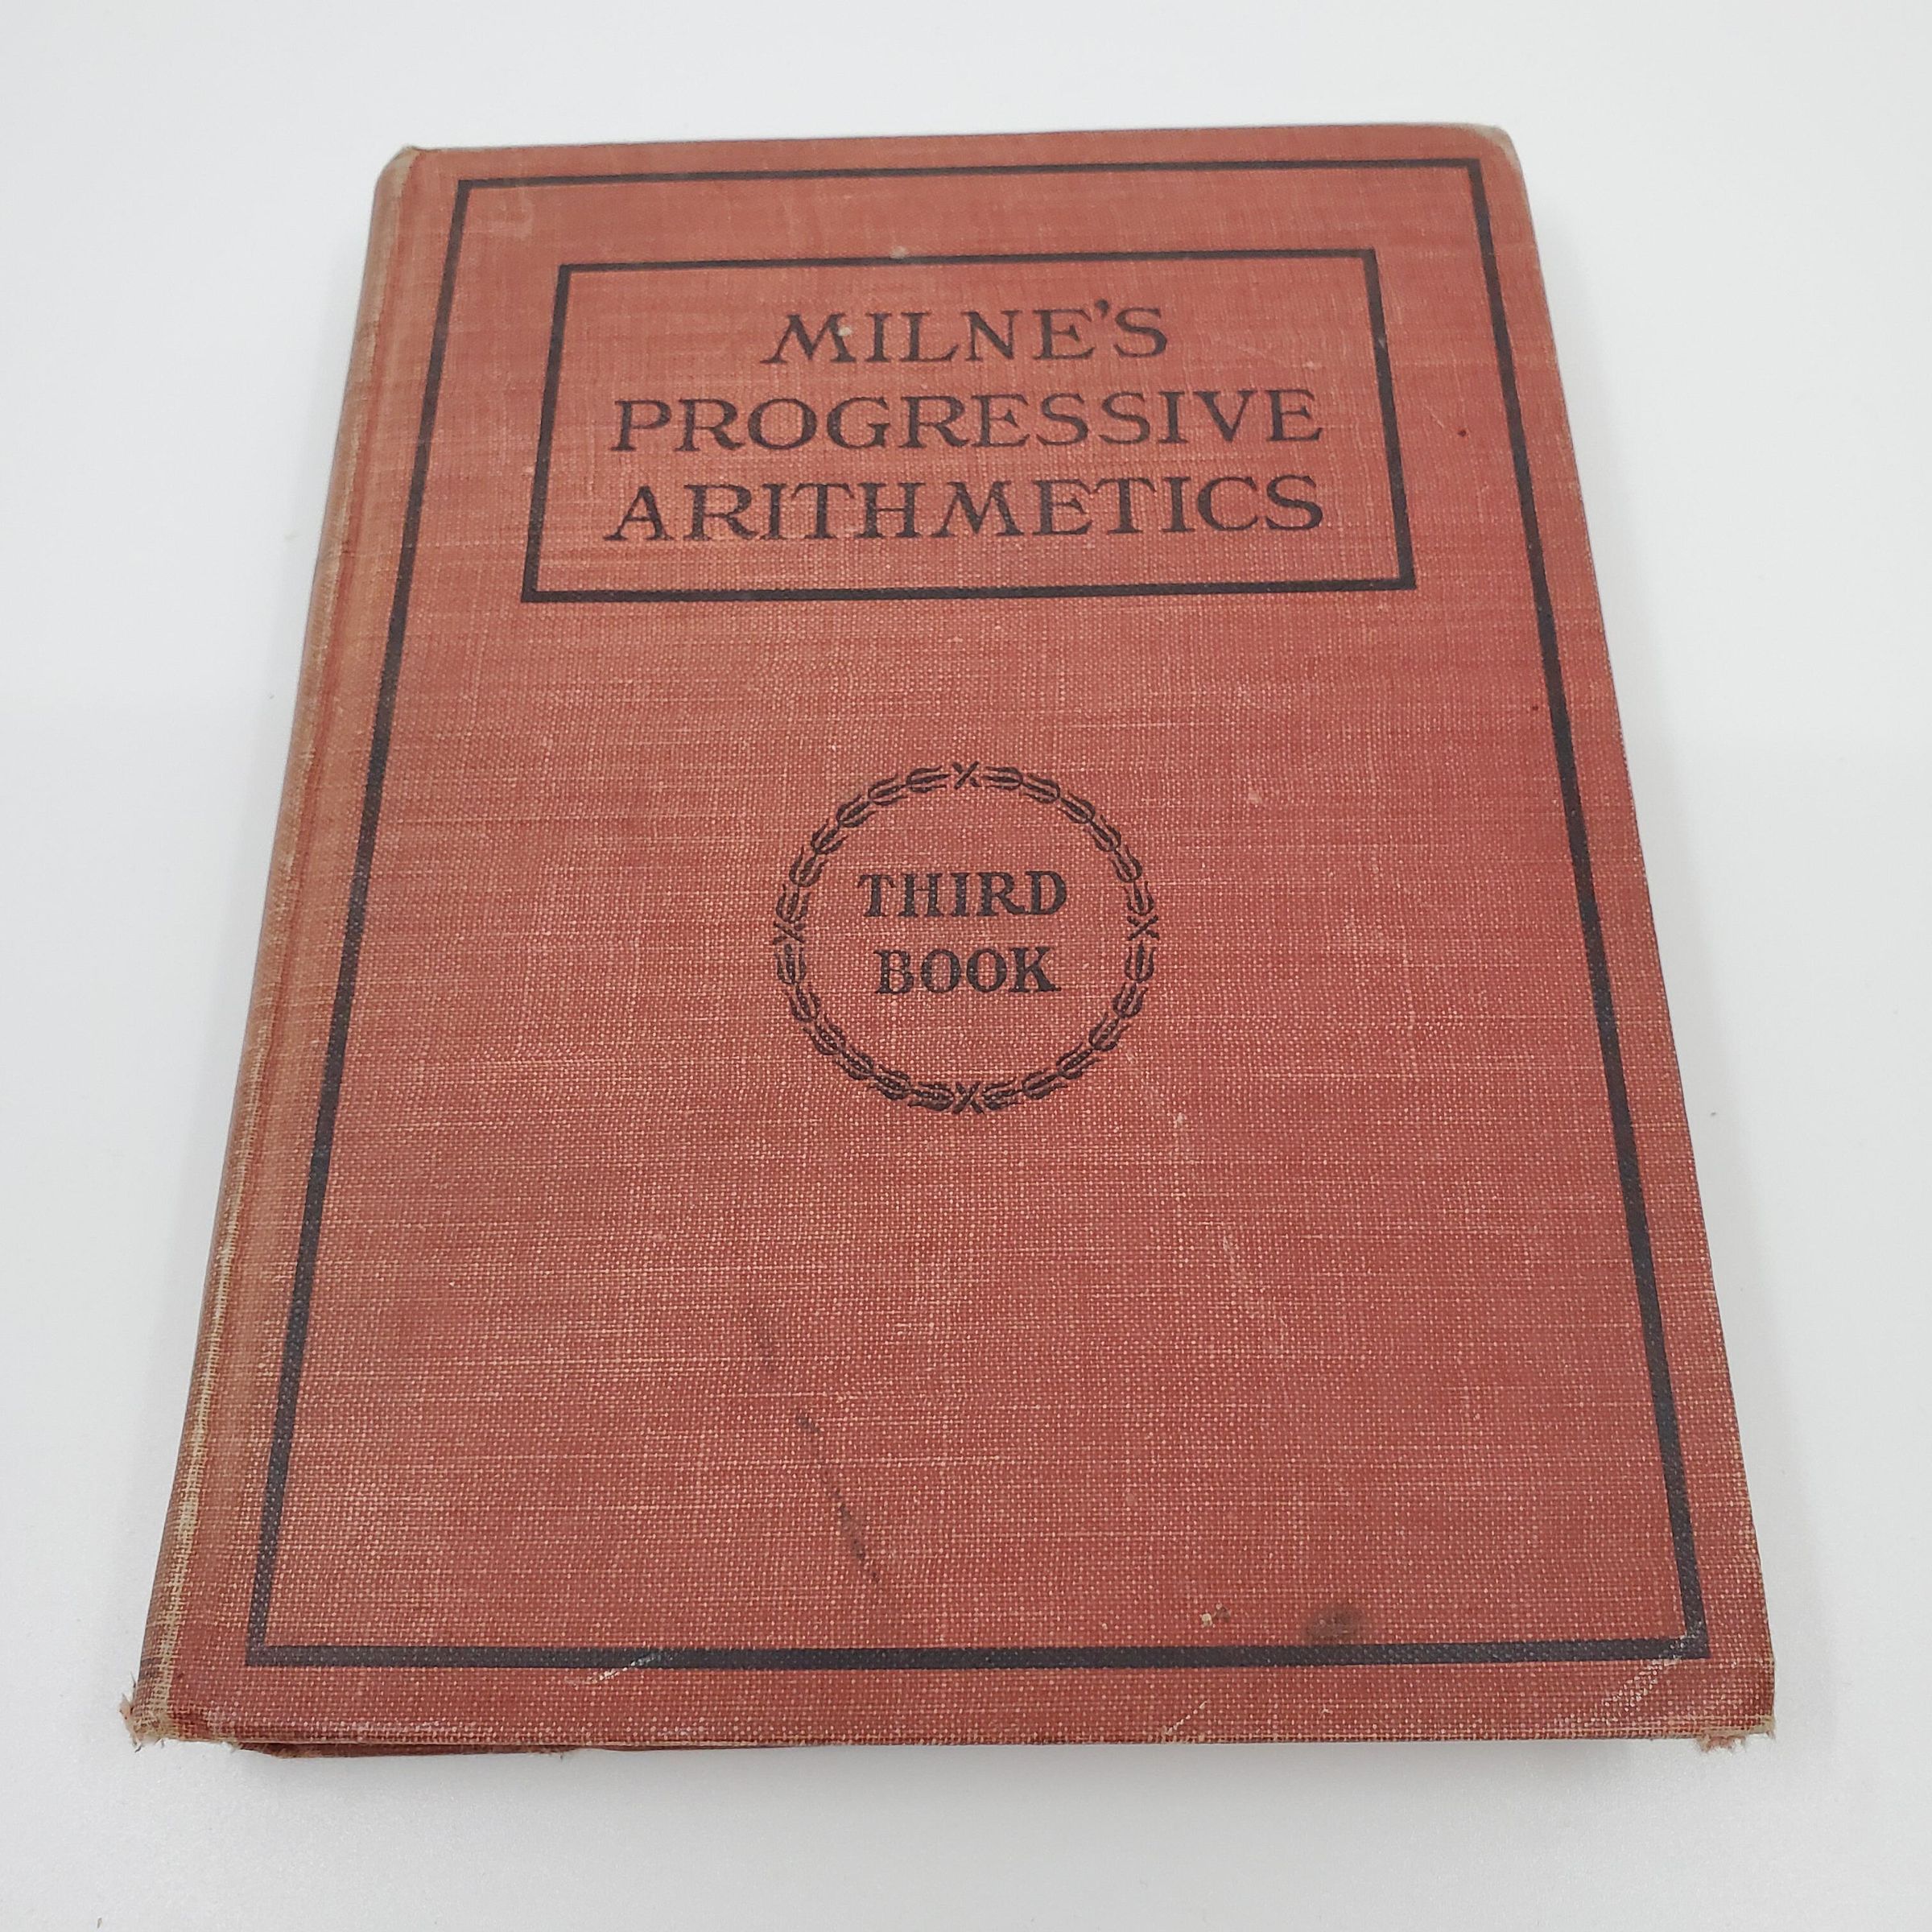 MILNE'S
PROGRESSIVE
ARITHMETICS
THIRD
BOOK